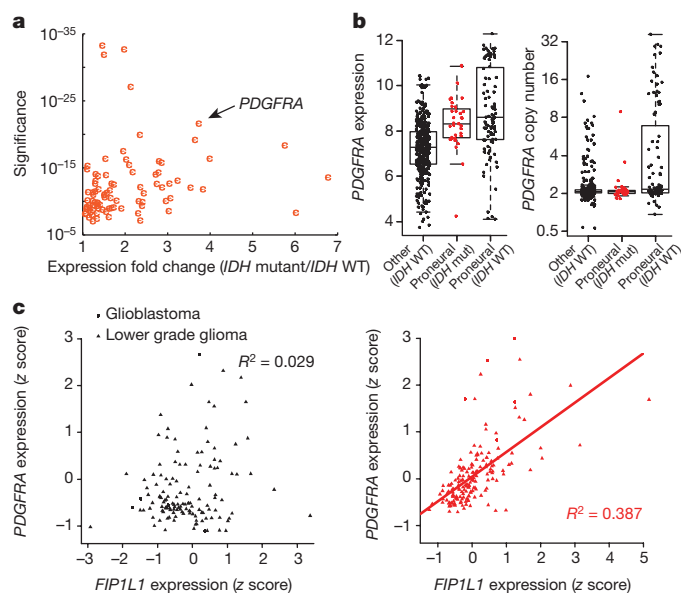 a
10−35
10−25
10−15
10−5
Significance
PDGFRA
1 2 3 4 5 6 7
Expression fold change (IDH mutant/IDH WT)
b
12
10
8
6
4
PDGFRA expression
Other (IDH WT)
Proneural (IDH mut)
Proneural (IDH WT)
32
16
8
4
2
0.5
PDGFRA copy number
Other (IDH WT)
Proneural (IDH mut)
Proneural (IDH WT)
c
Glioblastoma
Lower grade glioma
R2 = 0.029
3
2
1
0
−1
PDGFRA expression (z score)
−3 −2 −1 0 1 2 3
FIP1L1 expression (z score)
3
2
1
0
−1
PDGFRA expression (z score)
R2 = 0.387
−1 0 1 2 3 4 5
FIP1L1 expression (z score)